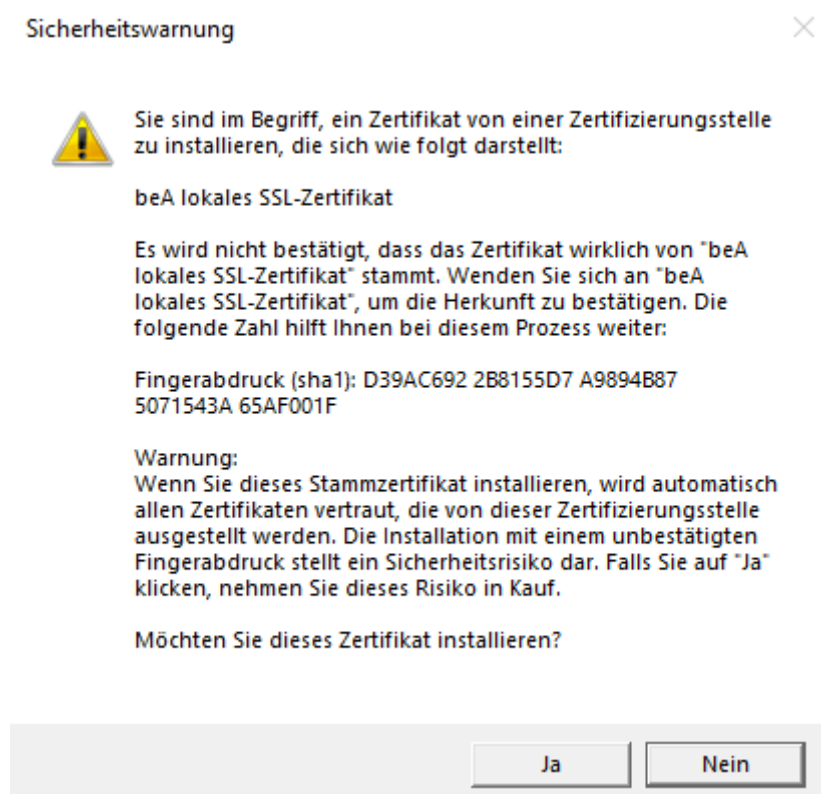 Sicherheitswarnung
Sie sind im Begriff, ein Zertifikat von einer Zertifizierungsstelle
zu installieren, die sich wie folgt darstellt:
beA lokales SSL-Zertifikat
Es wird nicht bestätigt, dass das Zertifikat wirklich von "beA
lokales SSL-Zertifikat" stammt. Wenden Sie sich an "beA
lokales SSL-Zertifikat", um die Herkunft zu bestätigen. Die
folgende Zahl hilft Ihnen bei diesem Prozess weiter:
Fingerabdruck (sha1): D39AC692 2B8155D7 A9894B87
5071543A 65AF001F
Warnung:
Wenn Sie dieses Stammzertifikat installieren, wird automatisch
allen Zertifikaten vertraut, die von dieser Zertifizierungsstelle
ausgestellt werden. Die Installation mit einem unbestätigten
Fingerabdruck stellt ein Sicherheitsrisiko dar. Falls Sie auf "Ja"
klicken, nehmen Sie dieses Risiko in Kauf.
Möchten Sie dieses Zertifikat installieren?
Ja
Nein